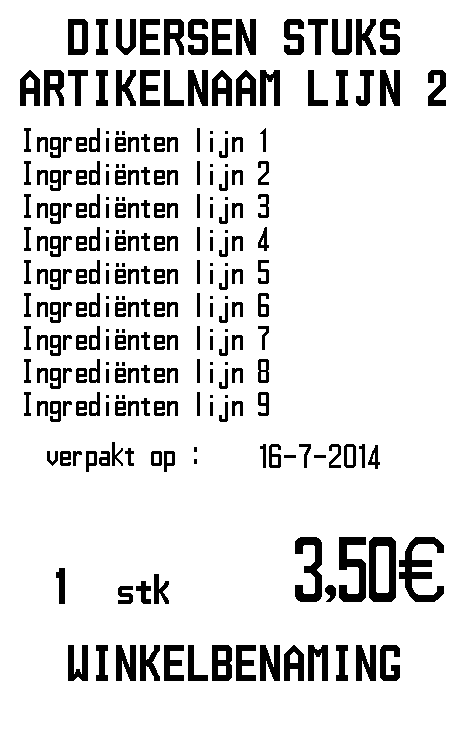 DIVERSEN STUKS
ARTIKELNAAM LIJN 2
Ingrediënten lijn 1
Ingrediënten lijn 2
Ingrediënten lijn 3
Ingrediënten lijn 4
Ingrediënten lijn 5
Ingrediënten lijn 6
Ingrediënten lijn 7
Ingrediënten lijn 8
Ingrediënten lijn 9
verpakt op : 16-7-2014
1 stk 3,50€
WINKELBENAMING